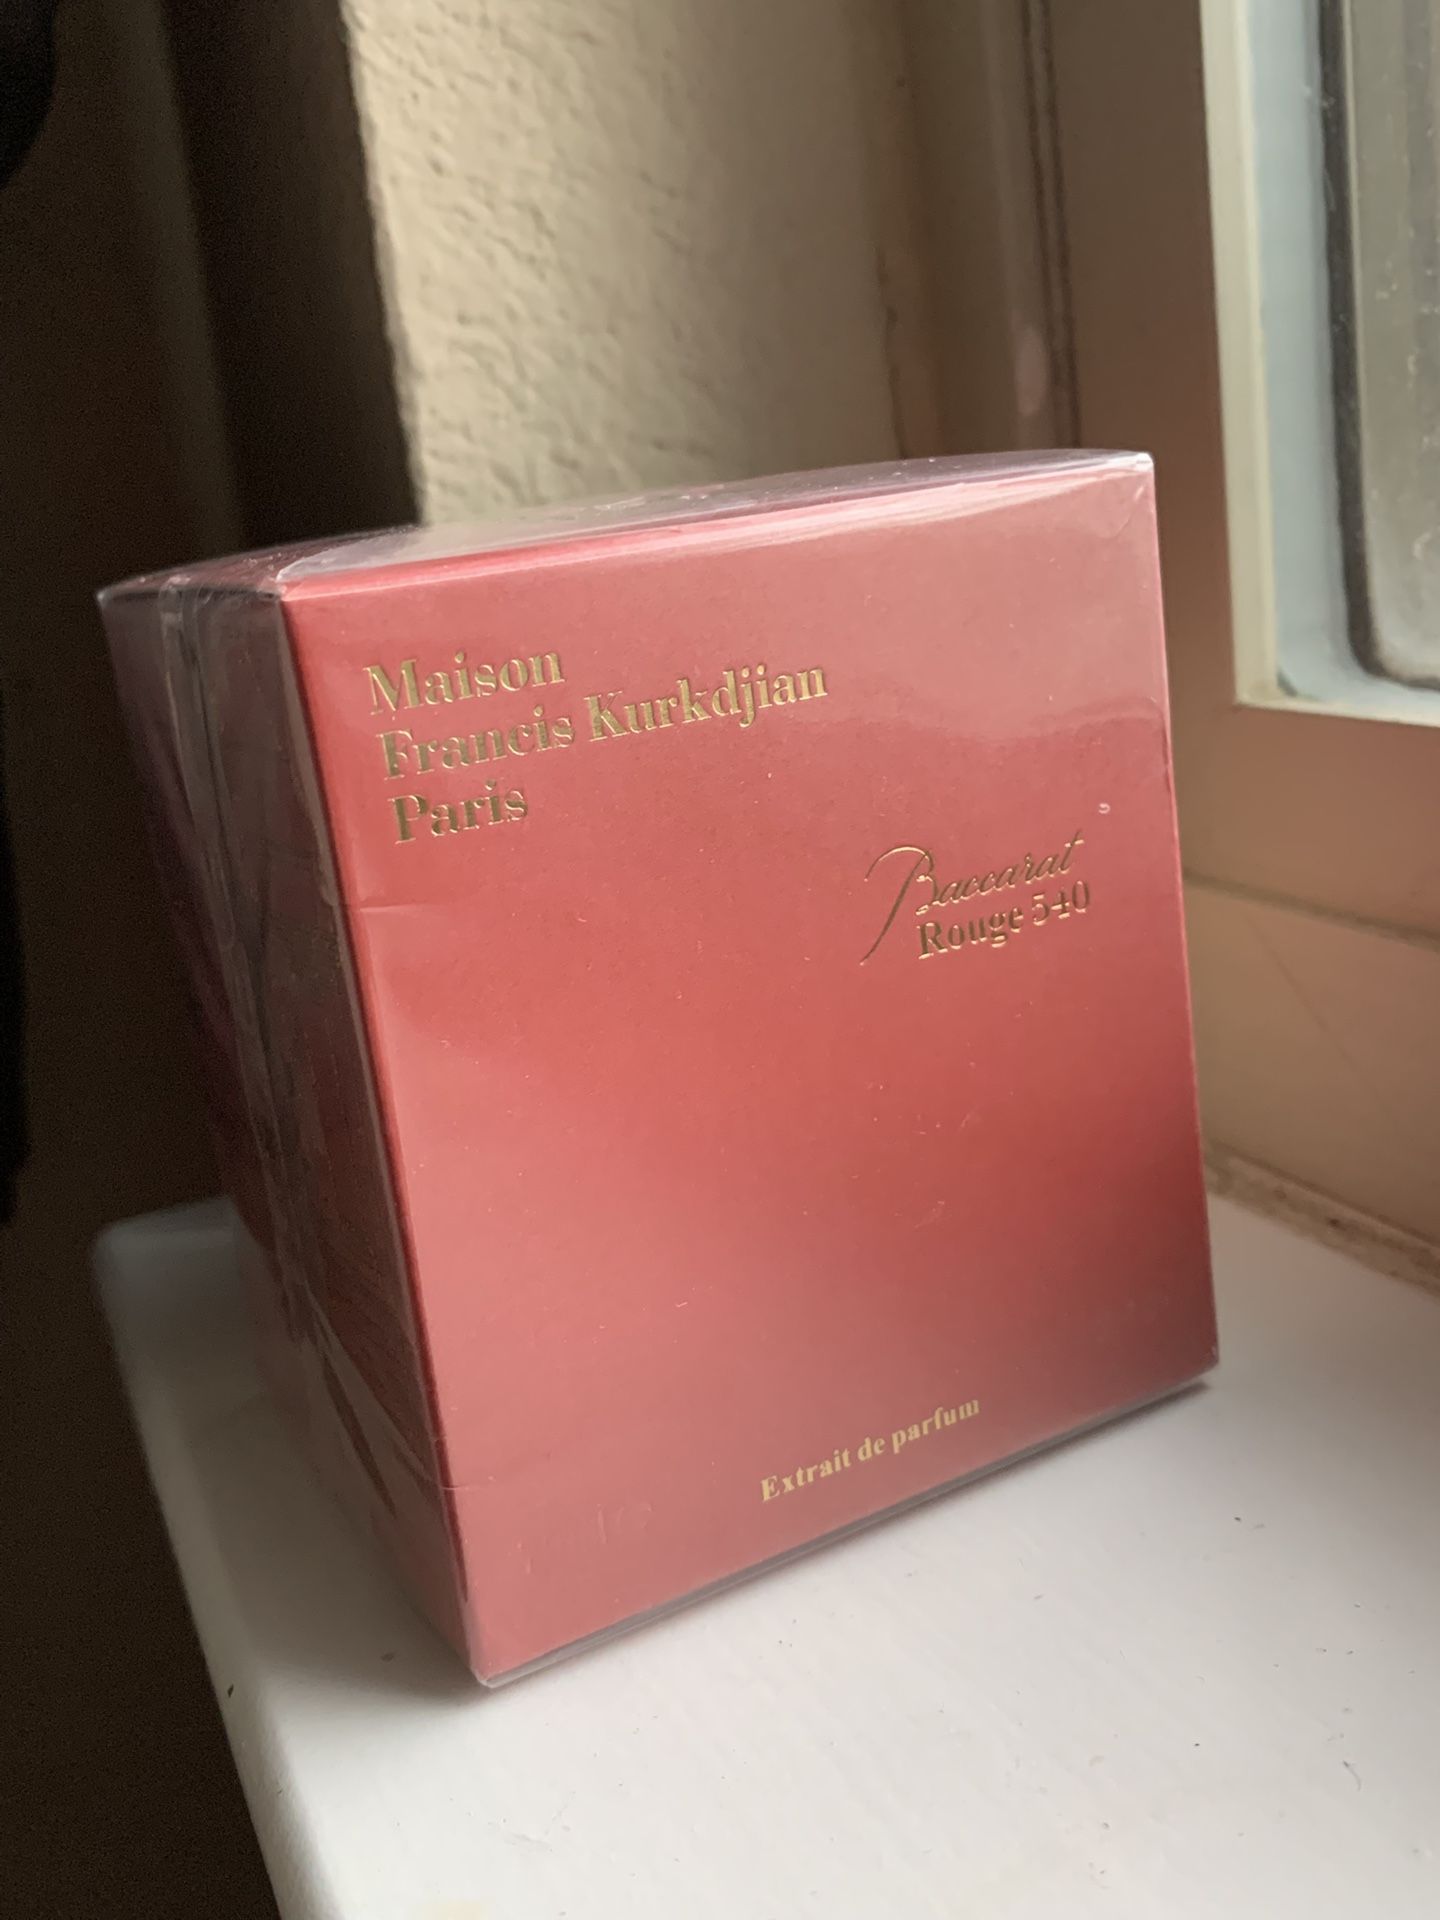 Maison
Francis Kurkdjian
Paris
Baccarat
Rouge 540
Extrait de parfum